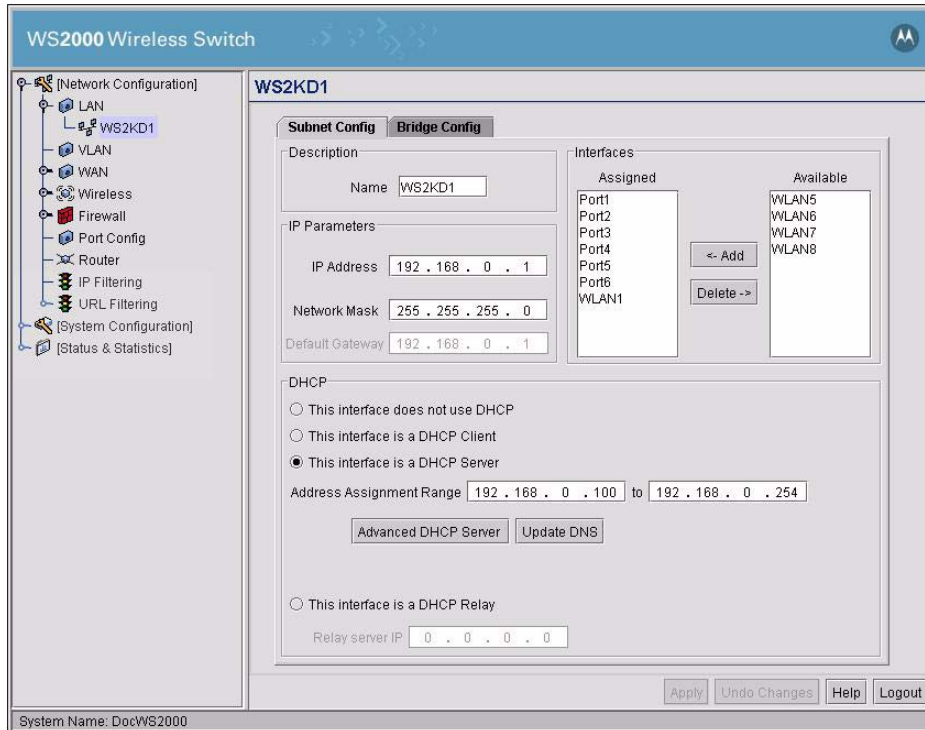 WS2000 Wireless Switch
[Network Configuration]
LAN
WS2KD1
VLAN
WAN
Wireless
Firewall
Port Config
Router
IP Filtering
URL Filtering
[System Configuration]
[Status & Statistics]
WS2KD1
Subnet Config
Bridge Config
Description
Name WS2KD1
IP Parameters
IP Address 192 . 168 . 0 . 1
Network Mask 255 . 255 . 255 . 0
Default Gateway 192 . 168 . 0 . 1
Interfaces
Assigned
Port1
Port2
Port3
Port4
Port5
Port6
WLAN1
<- Add
Delete ->
Available
WLAN5
WLAN6
WLAN7
WLAN8
DHCP
This interface does not use DHCP
This interface is a DHCP Client
This interface is a DHCP Server
Address Assignment Range 192 . 168 . 0 . 100 to 192 . 168 . 0 . 254
Advanced DHCP Server
Update DNS
This interface is a DHCP Relay
Relay server IP 0 . 0 . 0 . 0
Apply
Undo Changes
Help
Logout
System Name: DocWS2000